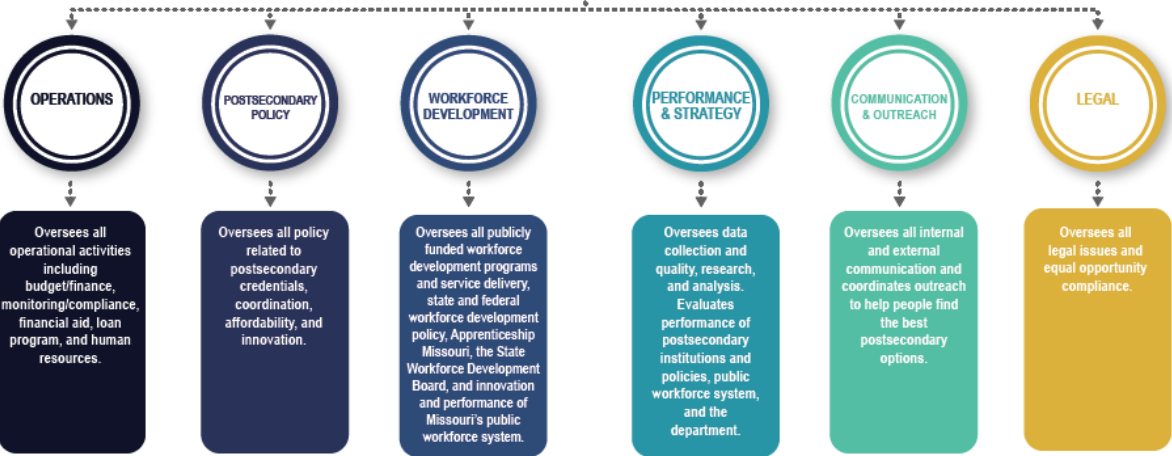 OPERATIONS
Oversees all
operational activities
including
budget/finance,
monitoring/compliance,
financial aid, loan
program, and human
resources.
POSTSECONDARY
POLICY
Oversees all policy
related to
postsecondary
credentials,
coordination,
affordability, and
innovation.
WORKFORCE
DEVELOPMENT
Oversees all publicly
funded workforce
development programs
and service delivery,
state and federal
workforce development
policy, Apprenticeship
Missouri, the State
Workforce Development
Board, and innovation
and performance of
Missouri's public
workforce system.
PERFORMANCE
& STRATEGY
Oversees data
collection and
quality, research,
and analysis.
Evaluates
performance of
postsecondary
institutions and
policies, public
workforce system,
and the
department.
COMMUNICATION
& OUTREACH
Oversees all internal
and external
communication and
coordinates outreach
to help people find
the best
postsecondary
options.
LEGAL
Oversees all
legal issues and
equal opportunity
compliance.